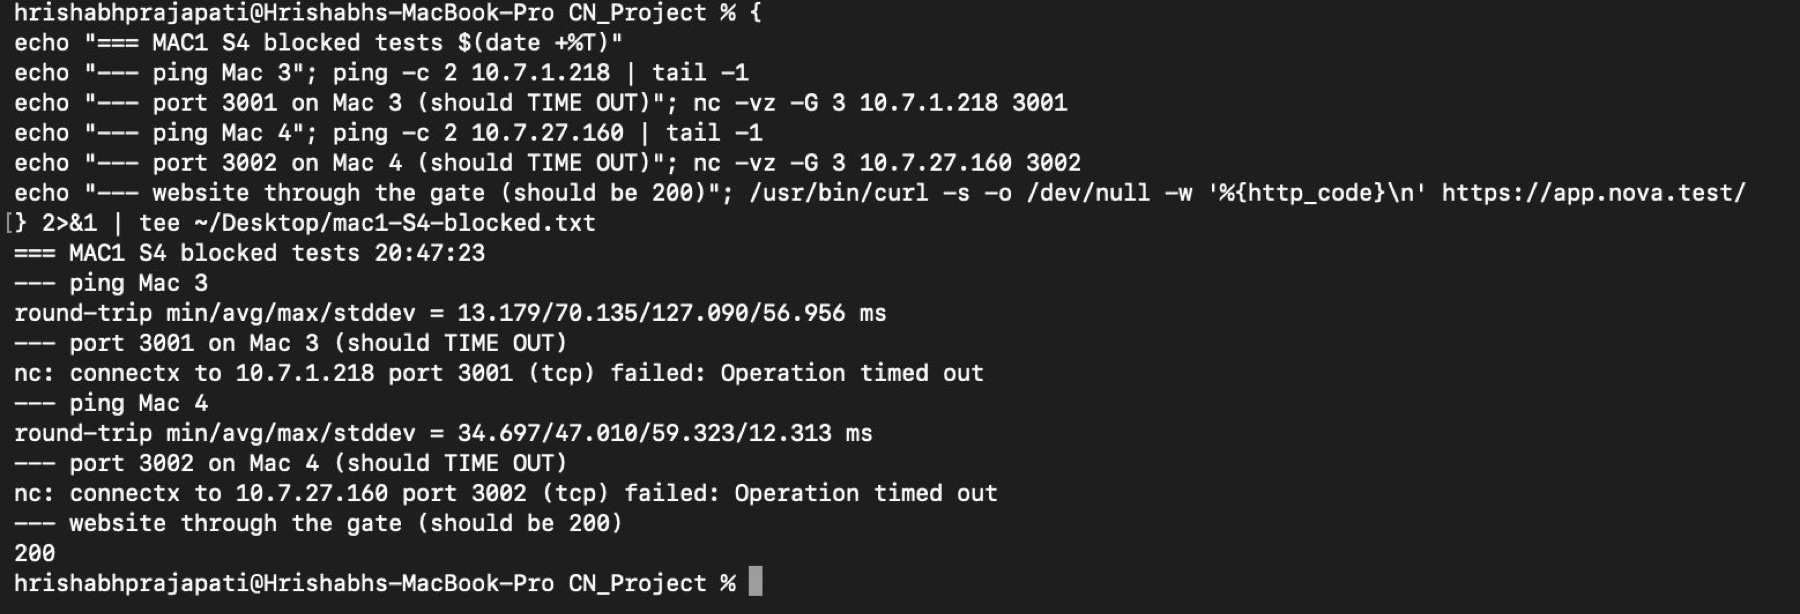 hrishabhprajapati@Hrishabhs-MacBook-Pro CN_Project % {
echo "=== MAC1 S4 blocked tests $(date +%T)"
echo "--- ping Mac 3"; ping -c 2 10.7.1.218 | tail -1
echo "--- port 3001 on Mac 3 (should TIME OUT)"; nc -vz -G 3 10.7.1.218 3001
echo "--- ping Mac 4"; ping -c 2 10.7.27.160 | tail -1
echo "--- port 3002 on Mac 4 (should TIME OUT)"; nc -vz -G 3 10.7.27.160 3002
echo "--- website through the gate (should be 200)"; /usr/bin/curl -s -o /dev/null -w '%{http_code}\n' https://app.nova.test/
[} 2>&1 | tee ~/Desktop/mac1-S4-blocked.txt
=== MAC1 S4 blocked tests 20:47:23
--- ping Mac 3
round-trip min/avg/max/stddev = 13.179/70.135/127.090/56.956 ms
--- port 3001 on Mac 3 (should TIME OUT)
nc: connectx to 10.7.1.218 port 3001 (tcp) failed: Operation timed out
--- ping Mac 4
round-trip min/avg/max/stddev = 34.697/47.010/59.323/12.313 ms
--- port 3002 on Mac 4 (should TIME OUT)
nc: connectx to 10.7.27.160 port 3002 (tcp) failed: Operation timed out
--- website through the gate (should be 200)
200
hrishabhprajapati@Hrishabhs-MacBook-Pro CN_Project %